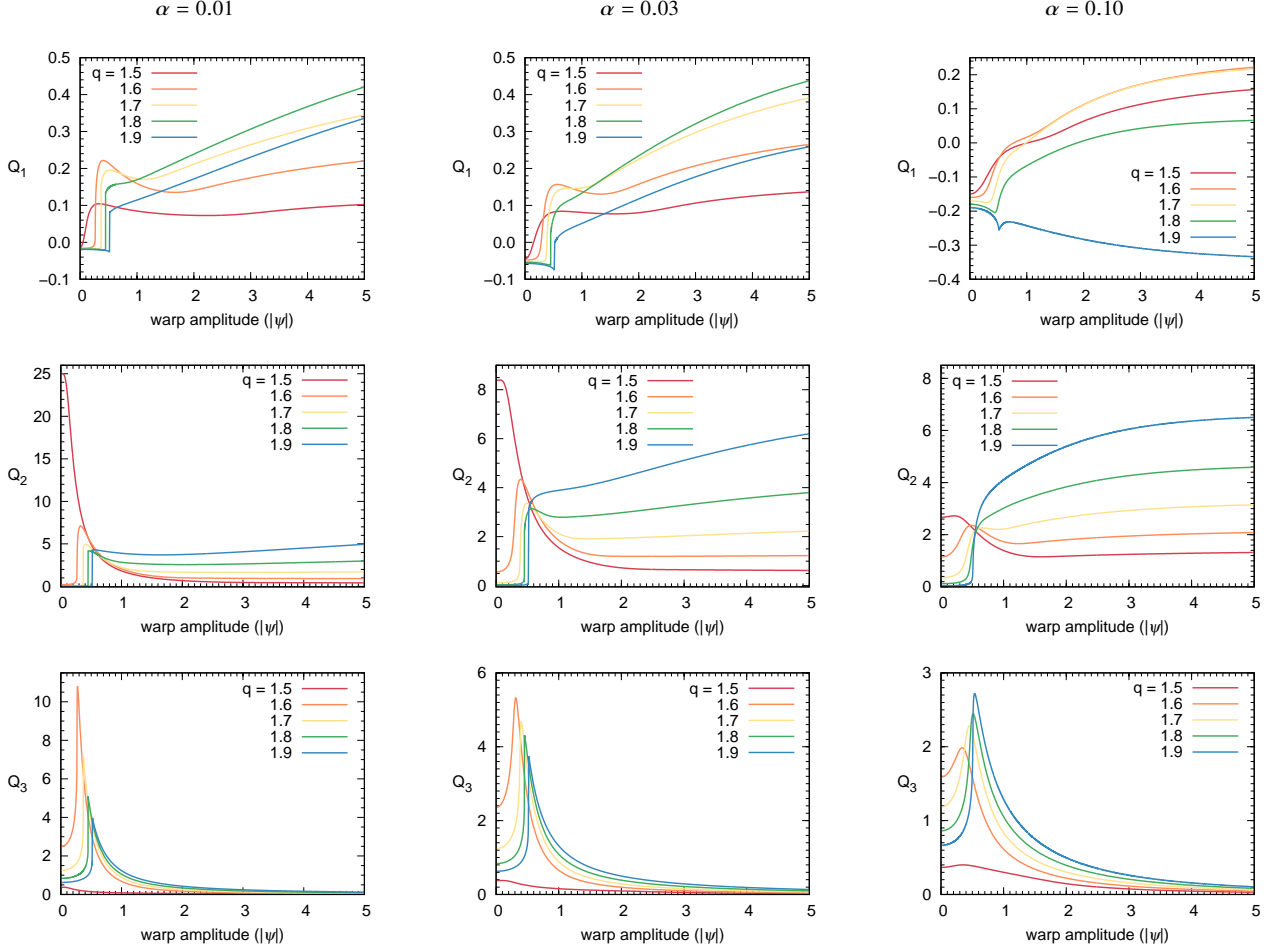 α = 0.01
α = 0.03
α = 0.10
0.5
0.4
0.3
0.2
0.1
0.0
−0.1
Q1
q = 1.5
1.6
1.7
1.8
1.9
0 1 2 3 4 5
warp amplitude (|ψ|)
0.5
0.4
0.3
0.2
0.1
0.0
−0.1
Q1
q = 1.5
1.6
1.7
1.8
1.9
0 1 2 3 4 5
warp amplitude (|ψ|)
0.2
0.1
0.0
−0.1
−0.2
−0.3
−0.4
Q1
q = 1.5
1.6
1.7
1.8
1.9
0 1 2 3 4 5
warp amplitude (|ψ|)
25
20
15
10
5
0
Q2
q = 1.5
1.6
1.7
1.8
1.9
0 1 2 3 4 5
warp amplitude (|ψ|)
8
6
4
2
0
Q2
q = 1.5
1.6
1.7
1.8
1.9
0 1 2 3 4 5
warp amplitude (|ψ|)
8
6
4
2
0
Q2
q = 1.5
1.6
1.7
1.8
1.9
0 1 2 3 4 5
warp amplitude (|ψ|)
10
8
6
4
2
0
Q3
q = 1.5
1.6
1.7
1.8
1.9
0 1 2 3 4 5
warp amplitude (|ψ|)
6
4
2
0
Q3
q = 1.5
1.6
1.7
1.8
1.9
0 1 2 3 4 5
warp amplitude (|ψ|)
3
2
1
0
Q3
q = 1.5
1.6
1.7
1.8
1.9
0 1 2 3 4 5
warp amplitude (|ψ|)